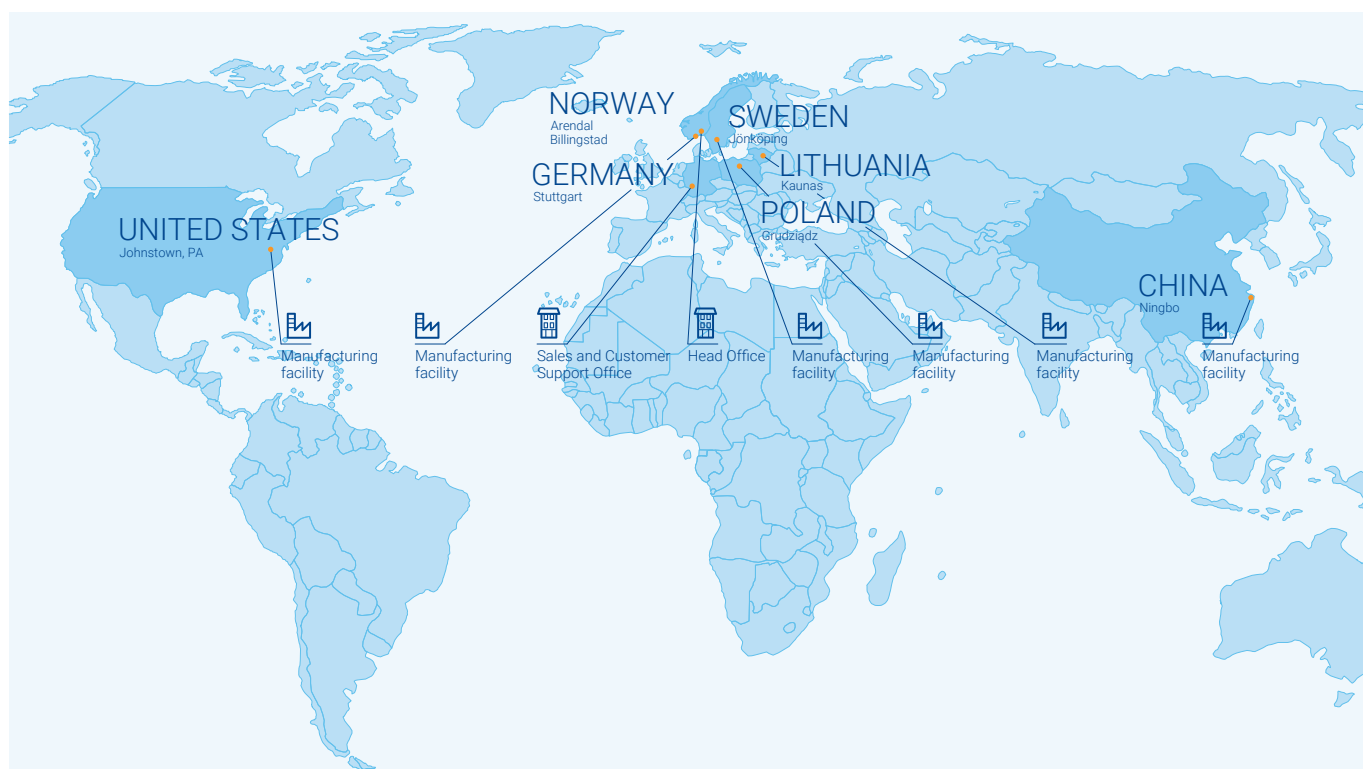 NORWAY
Arendal
Billingstad
SWEDEN
Jönköping
GERMANY
Stuttgart
LITHUANIA
Kaunas
POLAND
Grudziądz
UNITED STATES
Johnstown, PA
CHINA
Ningbo
Manufacturing
facility
Manufacturing
facility
Sales and Customer
Support Office
Head Office
Manufacturing
facility
Manufacturing
facility
Manufacturing
facility
Manufacturing
facility